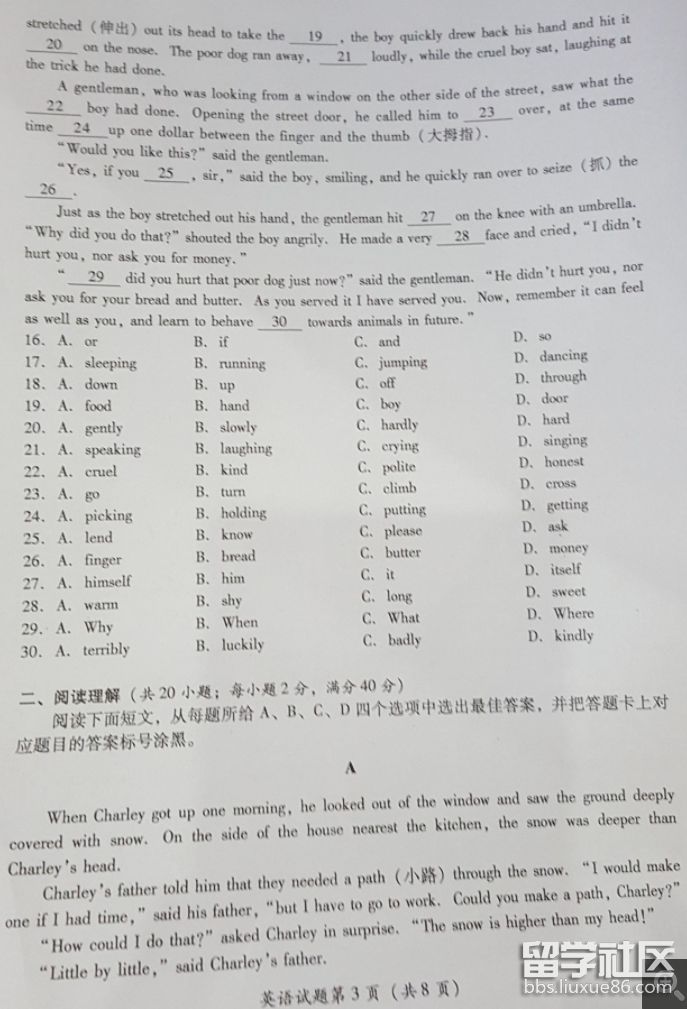 stretched（伸出）out its head to take the 19 , the boy quickly drew back his hand and hit it
20 on the nose. The poor dog ran away, 21 loudly, while the cruel boy sat, laughing at
the trick he had done.
A gentleman, who was looking from a window on the other side of the street, saw what the
22 boy had done. Opening the street door, he called him to 23 over, at the same
time 24 up one dollar between the finger and the thumb（大拇指）.
“Would you like this?” said the gentleman.
“Yes, if you 25 , sir,” said the boy, smiling, and he quickly ran over to seize（抓）the
26 .
Just as the boy stretched out his hand, the gentleman hit 27 on the knee with an umbrella.
“Why did you do that?” shouted the boy angrily. He made a very 28 face and cried, “I didn't
hurt you, nor ask you for money.”
“ 29 did you hurt that poor dog just now?” said the gentleman. “He didn't hurt you, nor
ask you for your bread and butter. As you served it I have served you. Now, remember it can feel
as well as you, and learn to behave 30 towards animals in future.”
16. A. or B. if C. and D. so
17. A. sleeping B. running C. jumping D. dancing
18. A. down B. up C. off D. through
19. A. food B. hand C. boy D. door
20. A. gently B. slowly C. hardly D. hard
21. A. speaking B. laughing C. crying D. singing
22. A. cruel B. kind C. polite D. honest
23. A. go B. turn C. climb D. cross
24. A. picking B. holding C. putting D. getting
25. A. lend B. know C. please D. ask
26. A. finger B. bread C. butter D. money
27. A. himself B. him C. it D. itself
28. A. warm B. shy C. long D. sweet
29. A. Why B. When C. What D. Where
30. A. terribly B. luckily C. badly D. kindly
二、阅读理解（共 20 小题；每小题 2 分，满分 40 分）
阅读下面短文，从每题所给 A、B、C、D 四个选项中选出最佳答案，并把答题卡上对
应题目的答案标号涂黑。
A
When Charley got up one morning, he looked out of the window and saw the ground deeply
covered with snow. On the side of the house nearest the kitchen, the snow was deeper than
Charley's head.
Charley's father told him that they needed a path（小路）through the snow. “I would make
one if I had time,” said his father, “but I have to go to work. Could you make a path, Charley?”
“How could I do that?” asked Charley in surprise. “The snow is higher than my head!”
“Little by little,” said Charley's father.
英语试题第 3 页（共 8 页）
留学社区
bbs.liuxue86.com